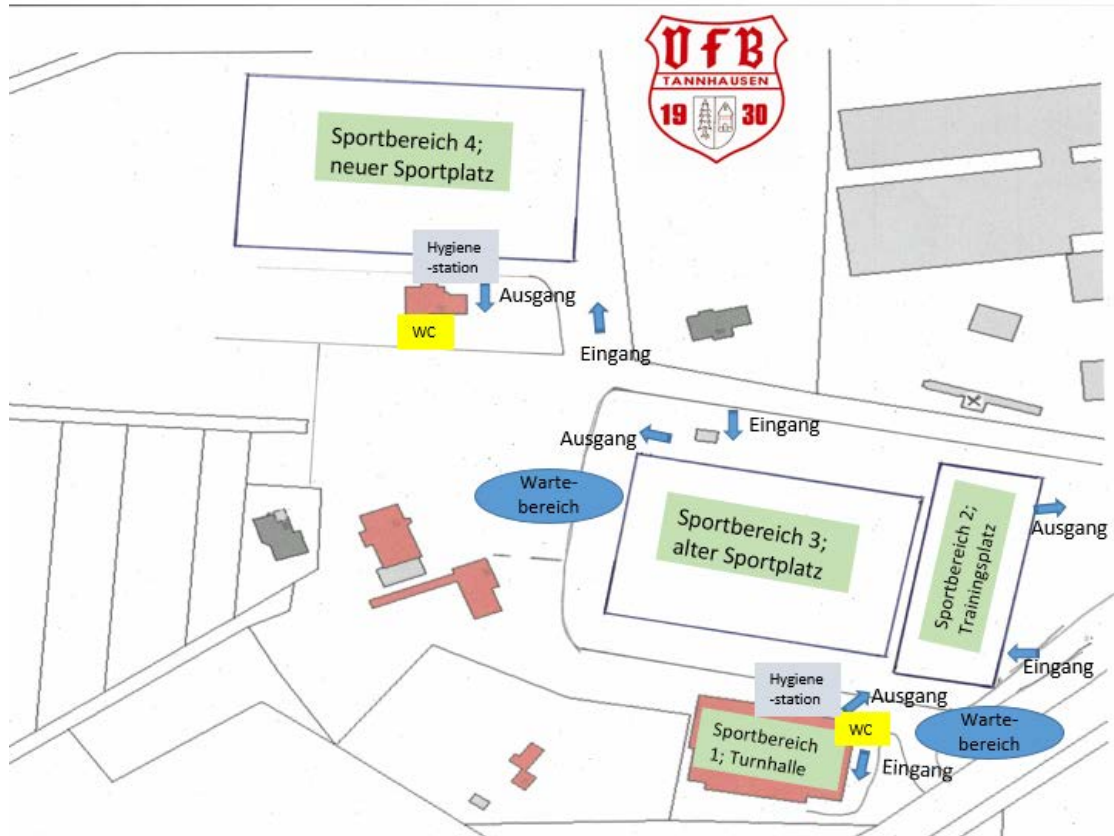 VfB
TANNHAUSEN
19 30
Sportbereich 4;
neuer Sportplatz
Hygiene
-station
Ausgang
WC
Eingang
Ausgang
Eingang
Warte-
bereich
Sportbereich 3;
alter Sportplatz
Sportbereich 2;
Trainingsplatz
Ausgang
Eingang
Hygiene
-station
Ausgang
WC
Warte-
bereich
Sportbereich
1; Turnhalle
Eingang